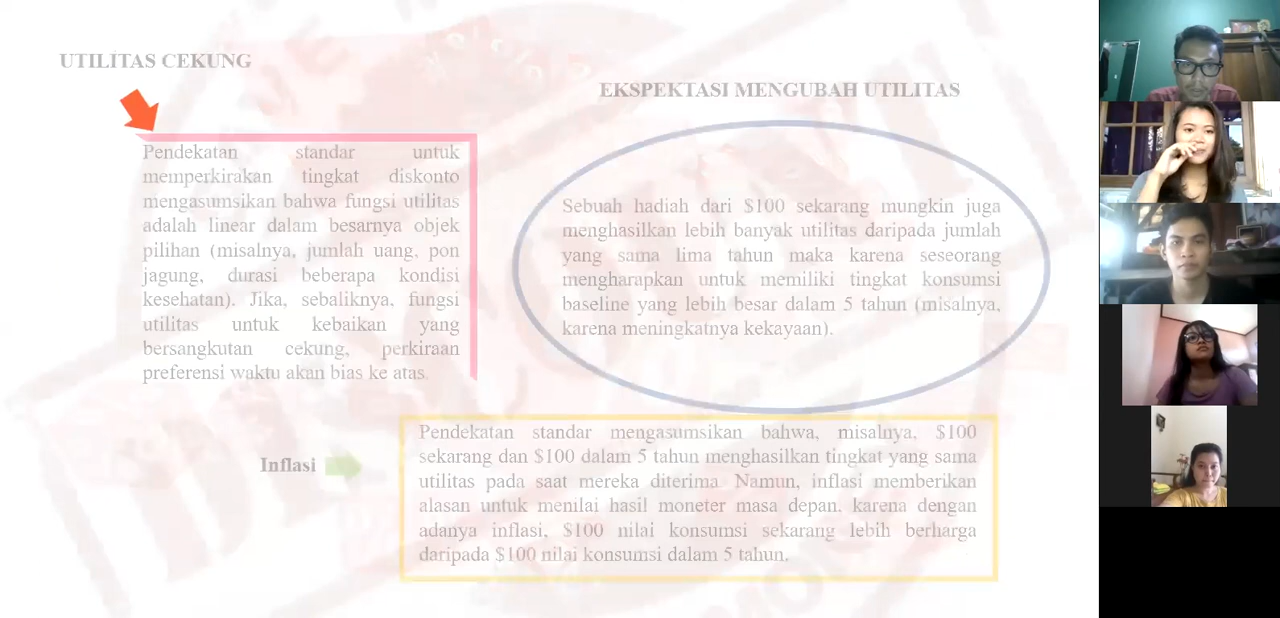 UTILITAS CEKUNG
Pendekatan standar untuk
memperkirakan tingkat diskonto
mengasumsikan bahwa fungsi utilitas
adalah linear dalam besarnya objek
pilihan (misalnya, jumlah uang, pon
jagung, durasi beberapa kondisi
kesehatan). Jika, sebaliknya, fungsi
utilitas untuk kebaikan yang
bersangkutan cekung, perkiraan
preferensi waktu akan bias ke atas.
EKSPEKTASI MENGUBAH UTILITAS
Sebuah hadiah dari $100 sekarang mungkin juga
menghasilkan lebih banyak utilitas daripada jumlah
yang sama lima tahun maka karena seseorang
mengharapkan untuk memiliki tingkat konsumsi
baseline yang lebih besar dalam 5 tahun (misalnya,
karena meningkatnya kekayaan).
Inflasi
Pendekatan standar mengasumsikan bahwa, misalnya, $100
sekarang dan $100 dalam 5 tahun menghasilkan tingkat yang sama
utilitas pada saat mereka diterima. Namun, inflasi memberikan
alasan untuk menilai hasil moneter masa depan, karena dengan
adanya inflasi, $100 nilai konsumsi sekarang lebih berharga
daripada $100 nilai konsumsi dalam 5 tahun.